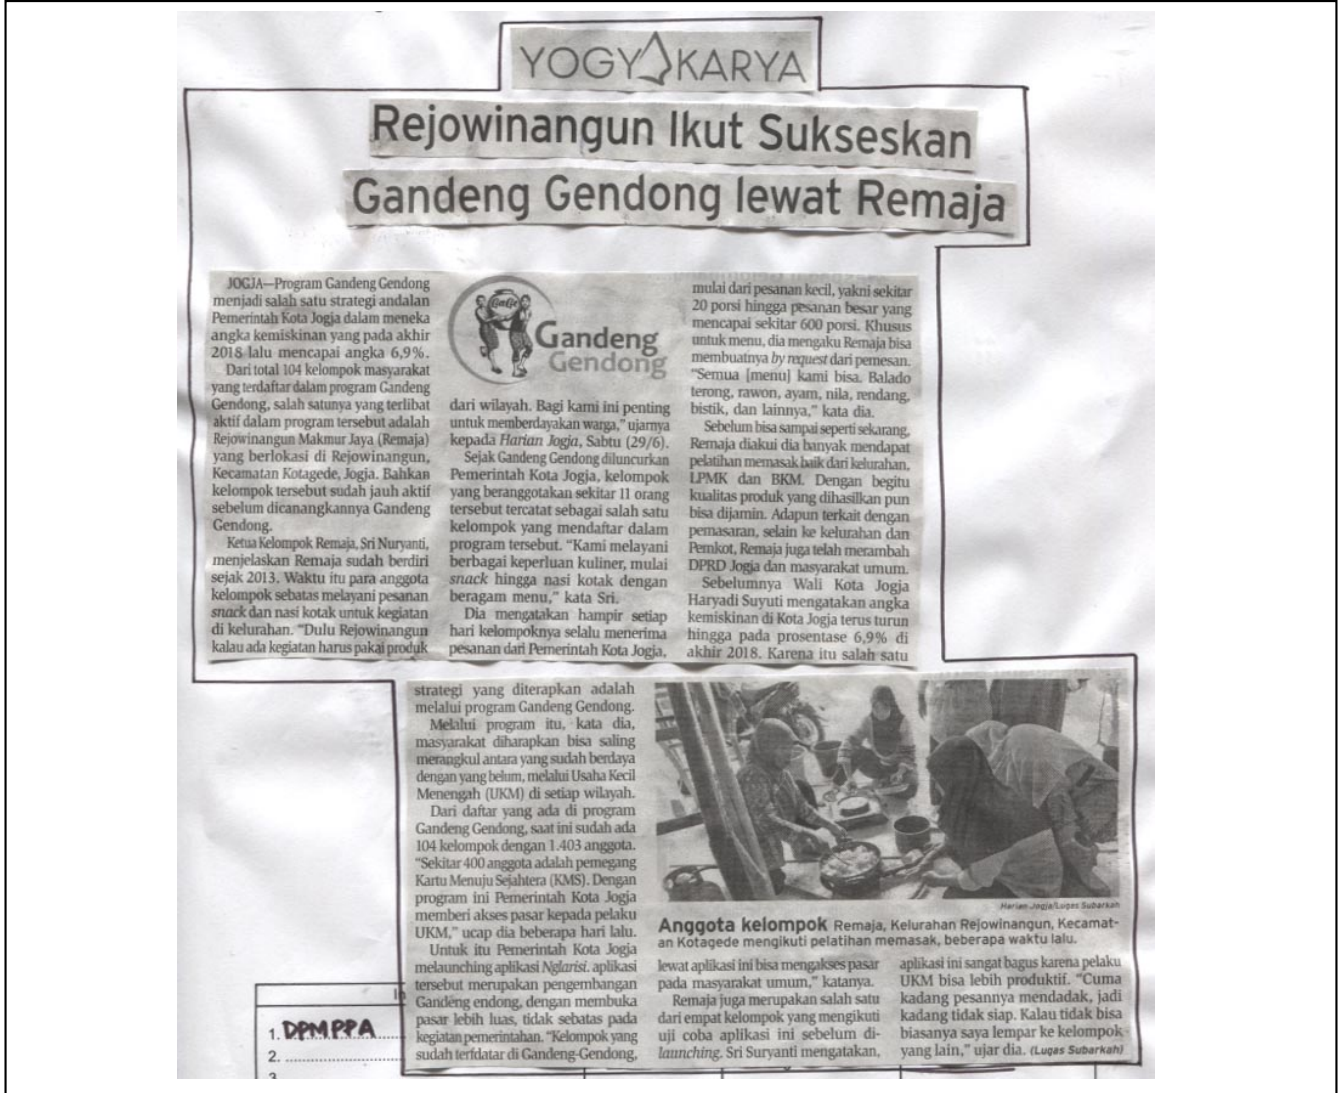 YOGYAKARYA
Rejowinangun Ikut Sukseskan
Gandeng Gendong lewat Remaja
JOGJA—Program Gandeng Gendong
menjadi salah satu strategi andalan
Pemerintah Kota Jogja dalam meneka
angka kemiskinan yang pada akhir
2018 lalu mencapai angka 6,9%.
Dari total 104 kelompok masyarakat
yang terdaftar dalam program Gandeng
Gendong, salah satunya yang terlibat
aktif dalam program tersebut adalah
Rejowinangun Makmur Jaya (Remaja)
yang berlokasi di Rejowinangun,
Kecamatan Kotagede, Jogja. Bahkan
kelompok tersebut sudah jauh aktif
sebelum dicanangkannya Gandeng
Gendong.
Ketua Kelompok Remaja, Sri Nuryanti,
menjelaskan Remaja sudah berdiri
sejak 2013. Waktu itu para anggota
kelompok sebatas melayani pesanan
snack dan nasi kotak untuk kegiatan
di kelurahan. “Dulu Rejowinangun
kalau ada kegiatan harus pakai produk
GaGe
Gandeng
Gendong
dari wilayah. Bagi kami ini penting
untuk memberdayakan warga,” ujarnya
kepada Harian Jogja, Sabtu (29/6).
Sejak Gandeng Gendong diluncurkan
Pemerintah Kota Jogja, kelompok
yang beranggotakan sekitar 11 orang
tersebut tercatat sebagai salah satu
kelompok yang mendaftar dalam
program tersebut. “Kami melayani
berbagai keperluan kuliner, mulai
snack hingga nasi kotak dengan
beragam menu,” kata Sri.
Dia mengatakan hampir setiap
hari kelompoknya selalu menerima
pesanan dari Pemerintah Kota Jogja,
mulai dari pesanan kecil, yakni sekitar
20 porsi hingga pesanan besar yang
mencapai sekitar 600 porsi. Khusus
untuk menu, dia mengaku Remaja bisa
membuatnya by request dari pemesan.
“Semua [menu] kami bisa. Balado
terong, rawon, ayam, nila, rendang,
bistik, dan lainnya,” kata dia.
Sebelum bisa sampai seperti sekarang,
Remaja diakui dia banyak mendapat
pelatihan memasak baik dari kelurahan,
LPMK dan BKM. Dengan begitu
kualitas produk yang dihasilkan pun
bisa dijamin. Adapun terkait dengan
pemasaran, selain ke kelurahan dan
Pemkot, Remaja juga telah merambah
DPRD Jogja dan masyarakat umum.
Sebelumnya Wali Kota Jogja
Haryadi Suyuti mengatakan angka
kemiskinan di Kota Jogja terus turun
hingga pada prosentase 6,9% di
akhir 2018. Karena itu salah satu
strategi yang diterapkan adalah
melalui program Gandeng Gendong.
Melalui program itu, kata dia,
masyarakat diharapkan bisa saling
merangkul antara yang sudah berdaya
dengan yang belum, melalui Usaha Kecil
Menengah (UKM) di setiap wilayah.
Dari daftar yang ada di program
Gandeng Gendong, saat ini sudah ada
104 kelompok dengan 1.403 anggota.
“Sekitar 400 anggota adalah pemegang
Kartu Menuju Sejahtera (KMS). Dengan
program ini Pemerintah Kota Jogja
memberi akses pasar kepada pelaku
UKM,” ucap dia beberapa hari lalu.
Untuk itu Pemerintah Kota Jogja
melaunching aplikasi Nglarisi. aplikasi
tersebut merupakan pengembangan
Gandeng endong, dengan membuka
pasar lebih luas, tidak sebatas pada
kegiatan pemerintahan. “Kelompok yang
sudah terfdatar di Gandeng-Gendong,
Harian Jogja/Lugas Subarkah
Anggota kelompok Remaja, Kelurahan Rejowinangun, Kecamat-
an Kotagede mengikuti pelatihan memasak, beberapa waktu lalu.
lewat aplikasi ini bisa mengakses pasar
pada masyarakat umum,” katanya.
Remaja juga merupakan salah satu
dari empat kelompok yang mengikuti
uji coba aplikasi ini sebelum di-
launching. Sri Suryanti mengatakan,
aplikasi ini sangat bagus karena pelaku
UKM bisa lebih produktif. “Cuma
kadang pesannya mendadak, jadi
kadang tidak siap. Kalau tidak bisa
biasanya saya lempar ke kelompok
yang lain,” ujar dia. (Lugas Subarkah)
1. DPMPPA
2.